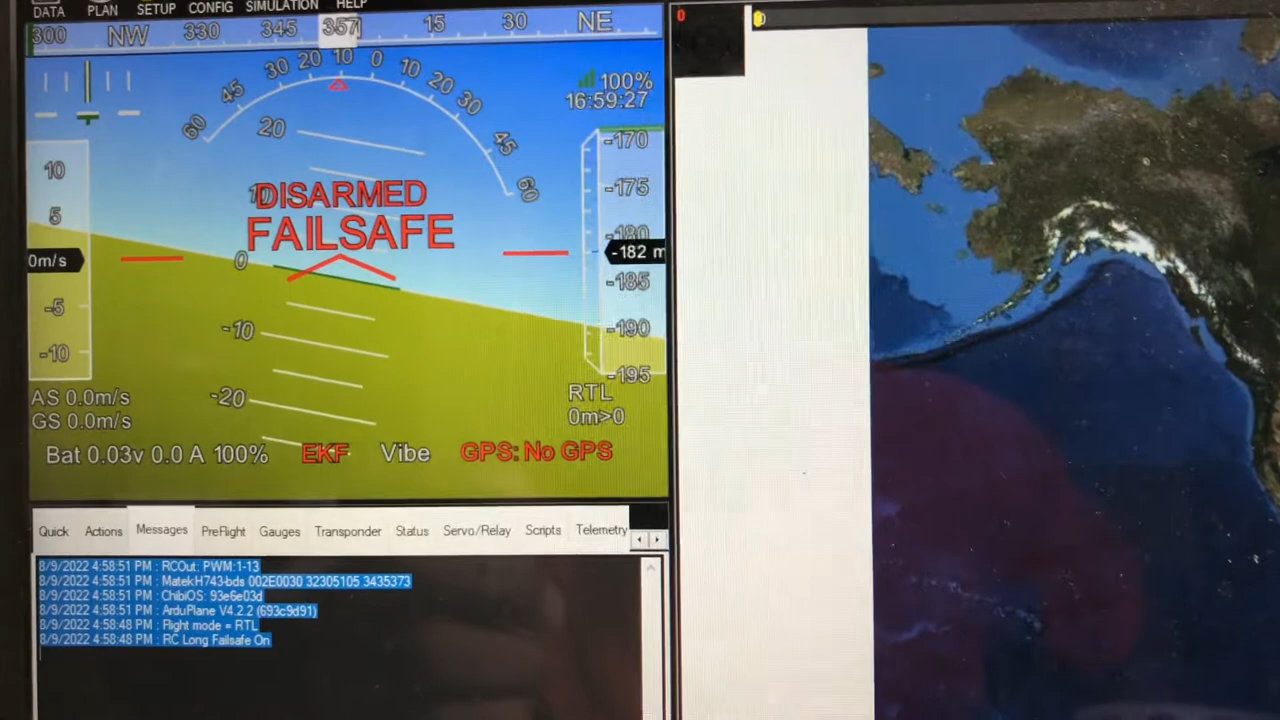 DATA PLAN SETUP CONFIG SIMULATION HELP
300 NW 330 345 357 15 30 NE
60 45 30 20 10 0 10 20 30 45 60
100%
16:59:27
20
10
DISARMED
FAILSAFE
0
-10
-20
10
5
0m/s
-5
-10
-170
-175
-180
-182 m
-185
-190
-195
AS 0.0m/s
GS 0.0m/s
RTL
0m>0
Bat 0.03v 0.0 A 100% EKF Vibe GPS: No GPS
0
0
Quick Actions Messages PreFlight Gauges Transponder Status Servo/Relay Scripts Telemetry
8/9/2022 4:58:51 PM : RCOut: PWM:1-13
8/9/2022 4:58:51 PM : MatekH743-bds 002E0030 32305105 3435373
8/9/2022 4:58:51 PM : ChibiOS: 93e6e03d
8/9/2022 4:58:51 PM : ArduPlane V4.2.2 (693c9d91)
8/9/2022 4:58:48 PM : Flight mode = RTL
8/9/2022 4:58:48 PM : RC Long Failsafe On